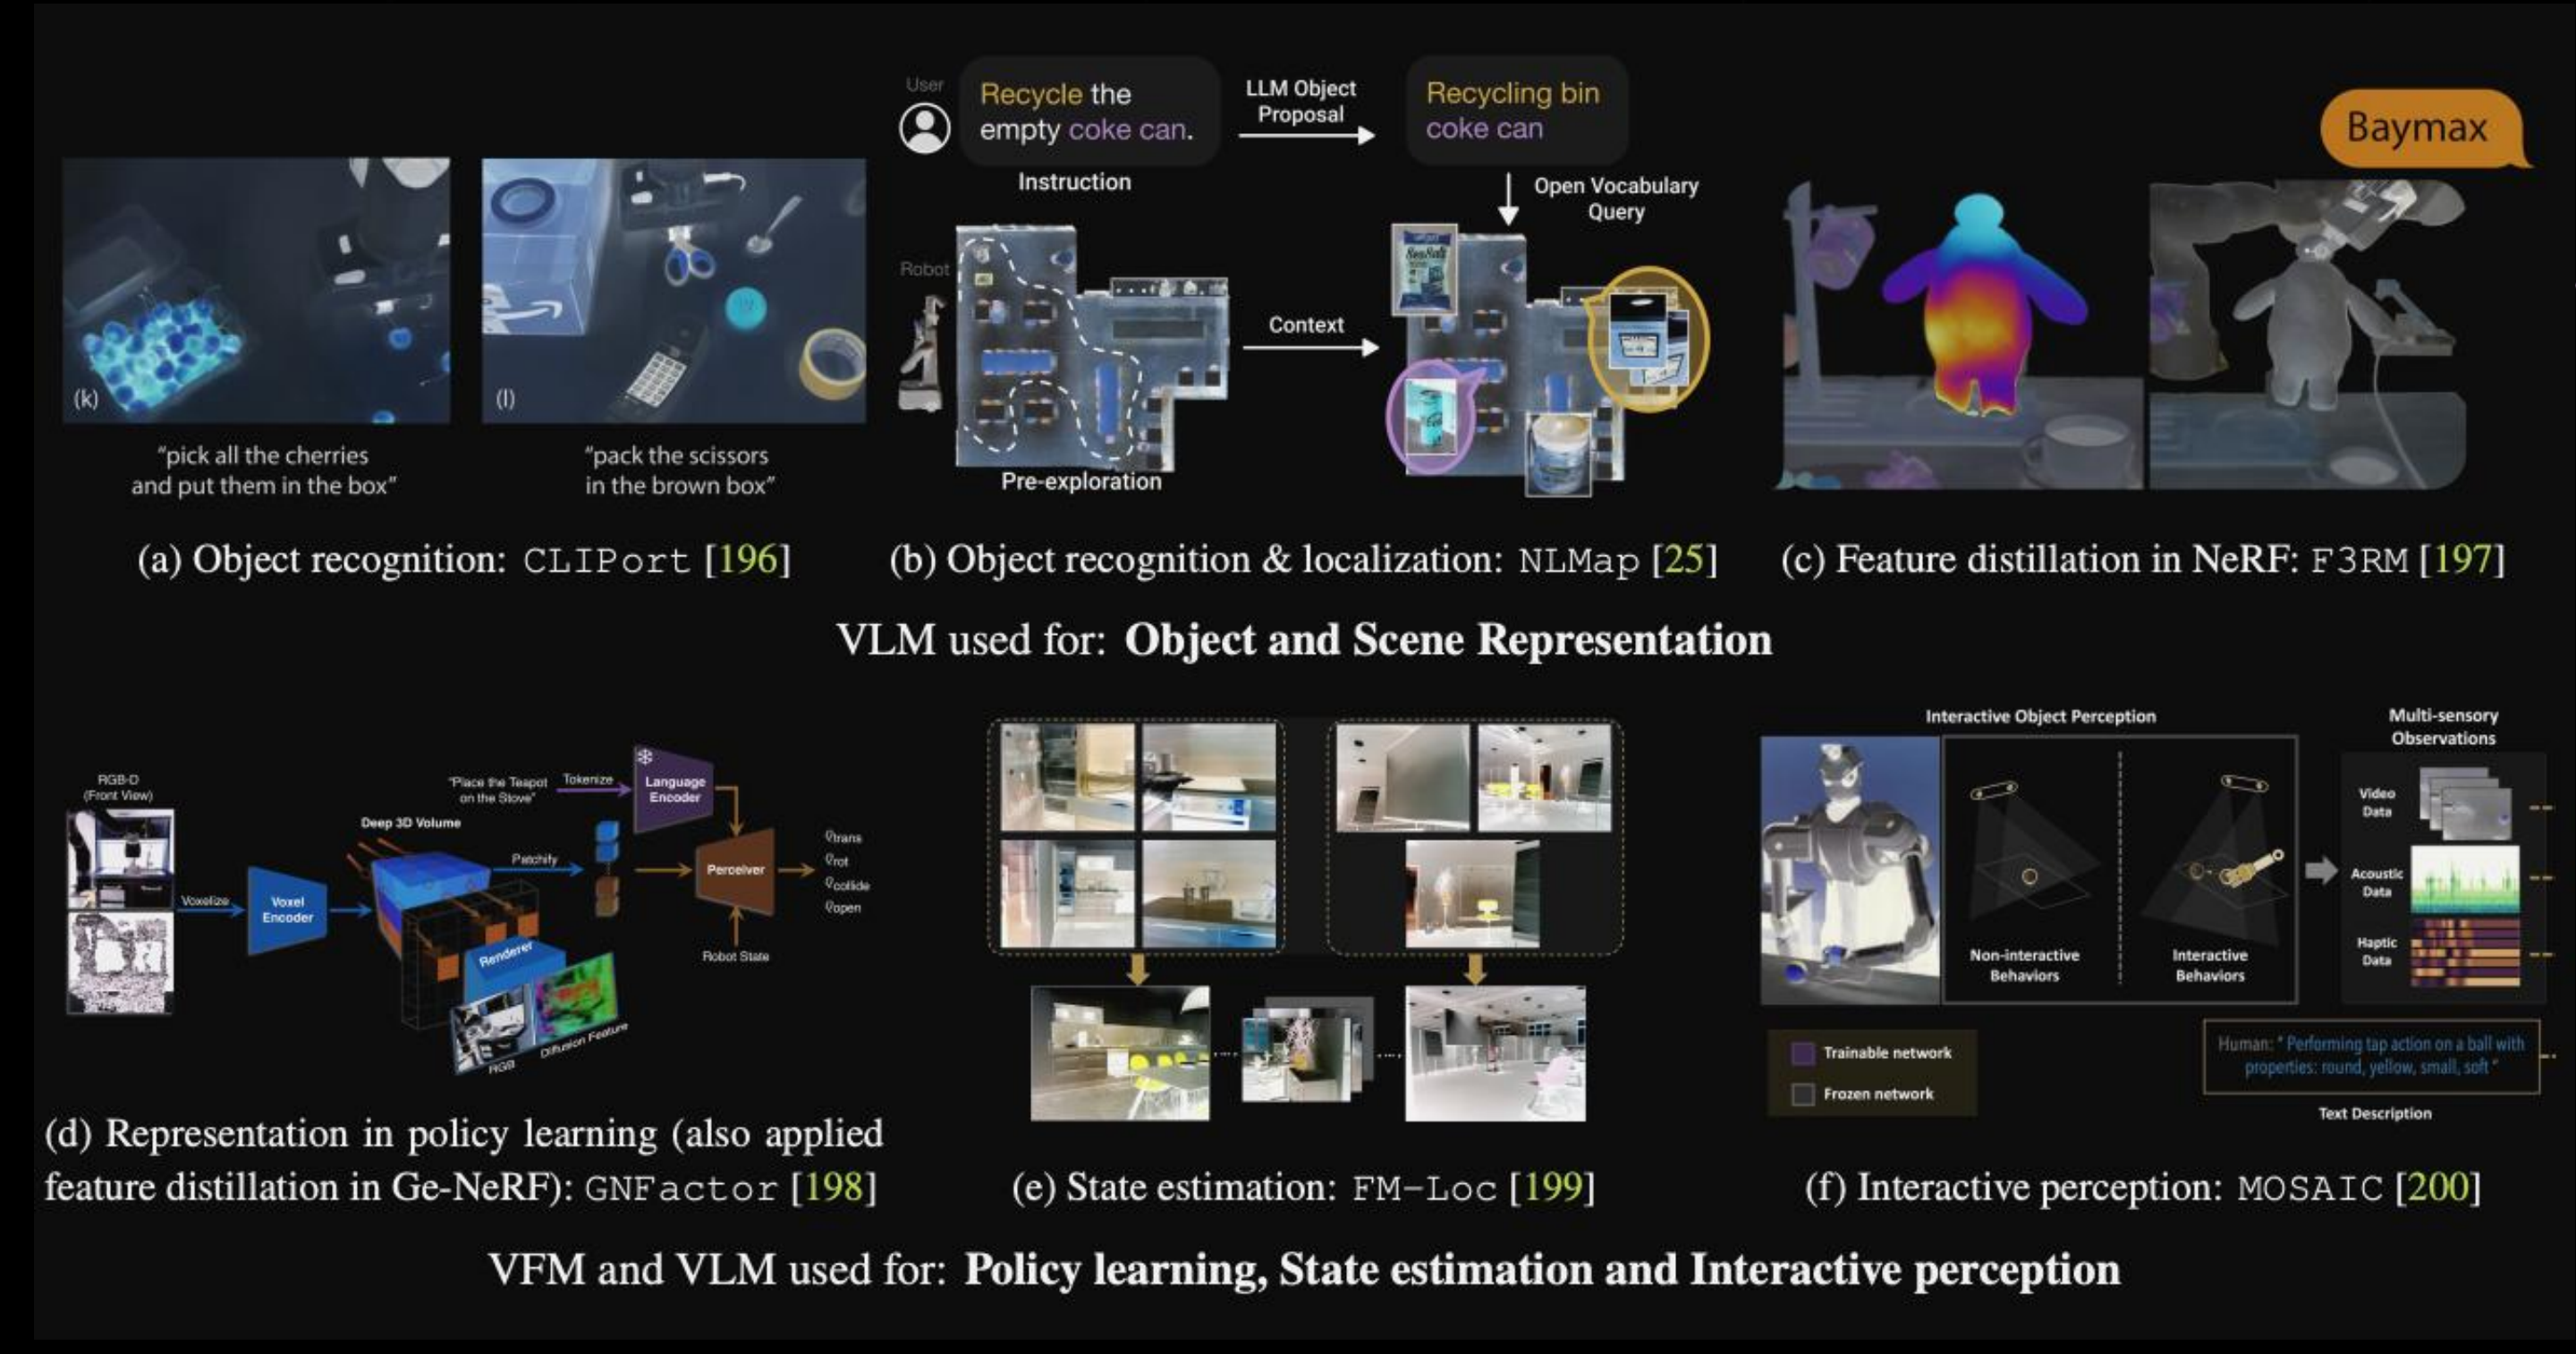 User
Recycle the
empty coke can.
LLM Object
Proposal
Recycling bin
coke can
Baymax
Instruction
Open Vocabulary
Query
Robot
Context
Pre-exploration
(k)
(l)
"pick all the cherries
and put them in the box"
"pack the scissors
in the brown box"
(a) Object recognition: CLIPort [196]
(b) Object recognition & localization: NLMap [25]
(c) Feature distillation in NeRF: F3RM [197]
VLM used for: Object and Scene Representation
RGB-D
(Front View)
Voxelize
Voxel
Encoder
Deep 3D Volume
"Place the Teapot
on the Stove"
Tokenize
Language
Encoder
Patchify
Perceiver
Robot State
Qtrans
Qrot
Qcollide
Qopen
Renderer
RGB
Diffusion Feature
Interactive Object Perception
Non-interactive
Behaviors
Interactive
Behaviors
Multi-sensory
Observations
Video
Data
Acoustic
Data
Haptic
Data
Trainable network
Frozen network
Human: " Performing tap action on a ball with
properties: round, yellow, small, soft "
Text Description
(d) Representation in policy learning (also applied
feature distillation in Ge-NeRF): GNFactor [198]
(e) State estimation: FM-Loc [199]
(f) Interactive perception: MOSAIC [200]
VFM and VLM used for: Policy learning, State estimation and Interactive perception